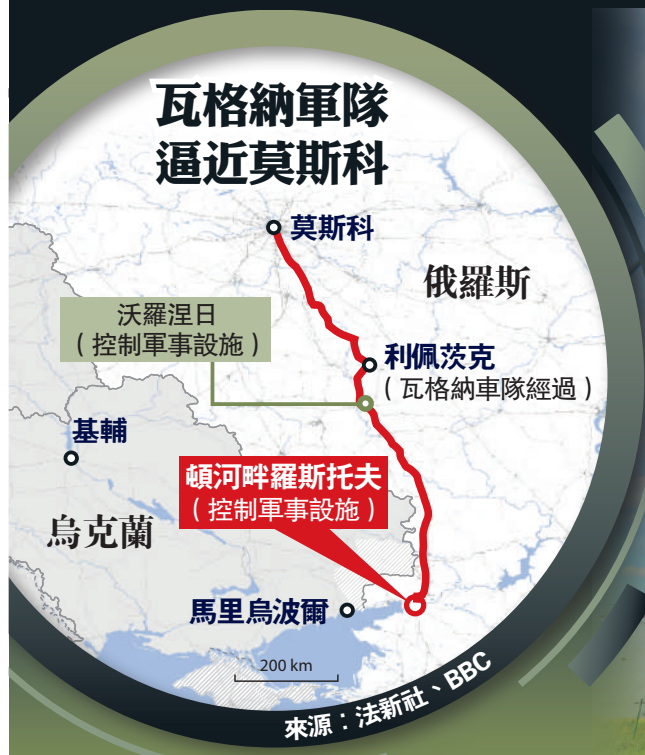 瓦格納軍隊
逼近莫斯科
莫斯科
俄羅斯
沃羅涅日
(控制軍事設施)
利佩茨克
(瓦格納車隊經過)
基輔
頓河畔羅斯托夫
(控制軍事設施)
烏克蘭
馬里烏波爾
200 km
來源：法新社、BBC